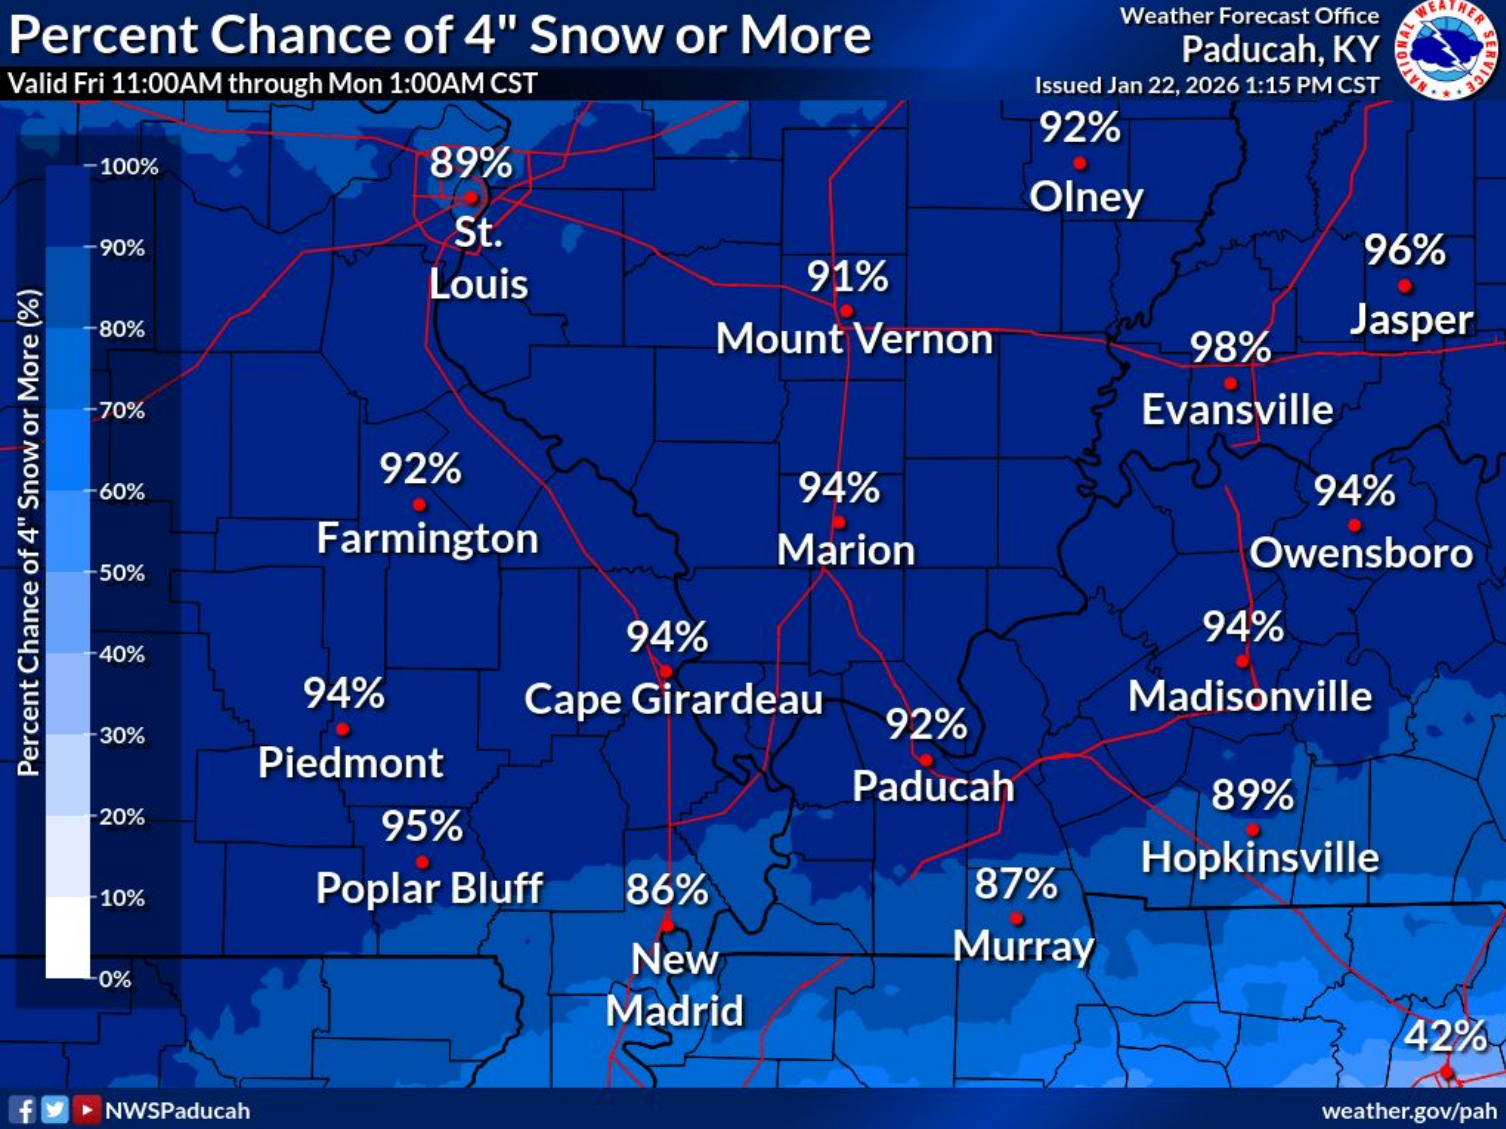 Percent Chance of 4" Snow or More
Valid Fri 11:00AM through Mon 1:00AM CST
Weather Forecast Office
Paducah, KY
Issued Jan 22, 2026 1:15 PM CST
NATIONAL WEATHER SERVICE
Percent Chance of 4" Snow or More (%)
100%
90%
80%
70%
60%
50%
40%
30%
20%
10%
0%
92%
Olney
89%
St.
Louis
96%
Jasper
91%
Mount Vernon
98%
Evansville
92%
Farmington
94%
Marion
94%
Owensboro
94%
Cape Girardeau
94%
Madisonville
94%
Piedmont
92%
Paducah
95%
Poplar Bluff
89%
Hopkinsville
86%
New
Madrid
87%
Murray
42%
NWSPaducah
weather.gov/pah